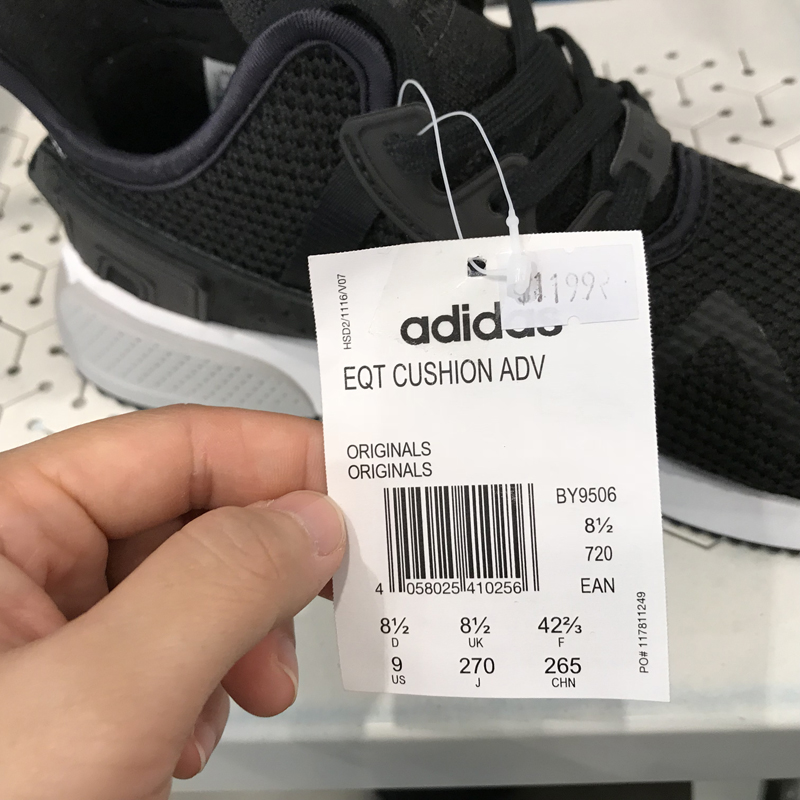 HSD2/1116/V07
adidas
EQT CUSHION ADV
ORIGINALS
ORIGINALS
BY9506
8½
720
4 058025 410256
EAN
8½ 8½ 42⅔
D UK F
9 270 265
US J CHN
PO# 117811249